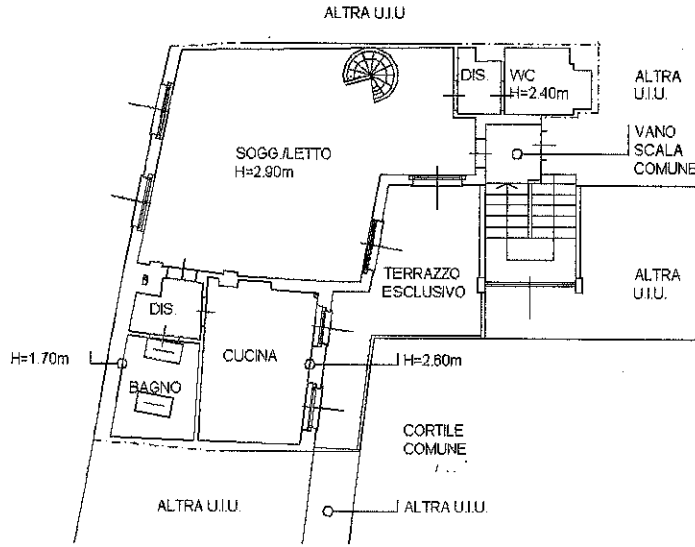 ALTRA U.I.U
DIS.
WC
H=2.40m
ALTRA
U.I.U.
VANO
SCALA
COMUNE
SOGG./LETTO
H=2.90m
TERRAZZO
ESCLUSIVO
ALTRA
U.I.U.
DIS.
H=1.70m
CUCINA
H=2.60m
BAGNO
CORTILE
COMUNE
ALTRA U.I.U.
ALTRA U.I.U.